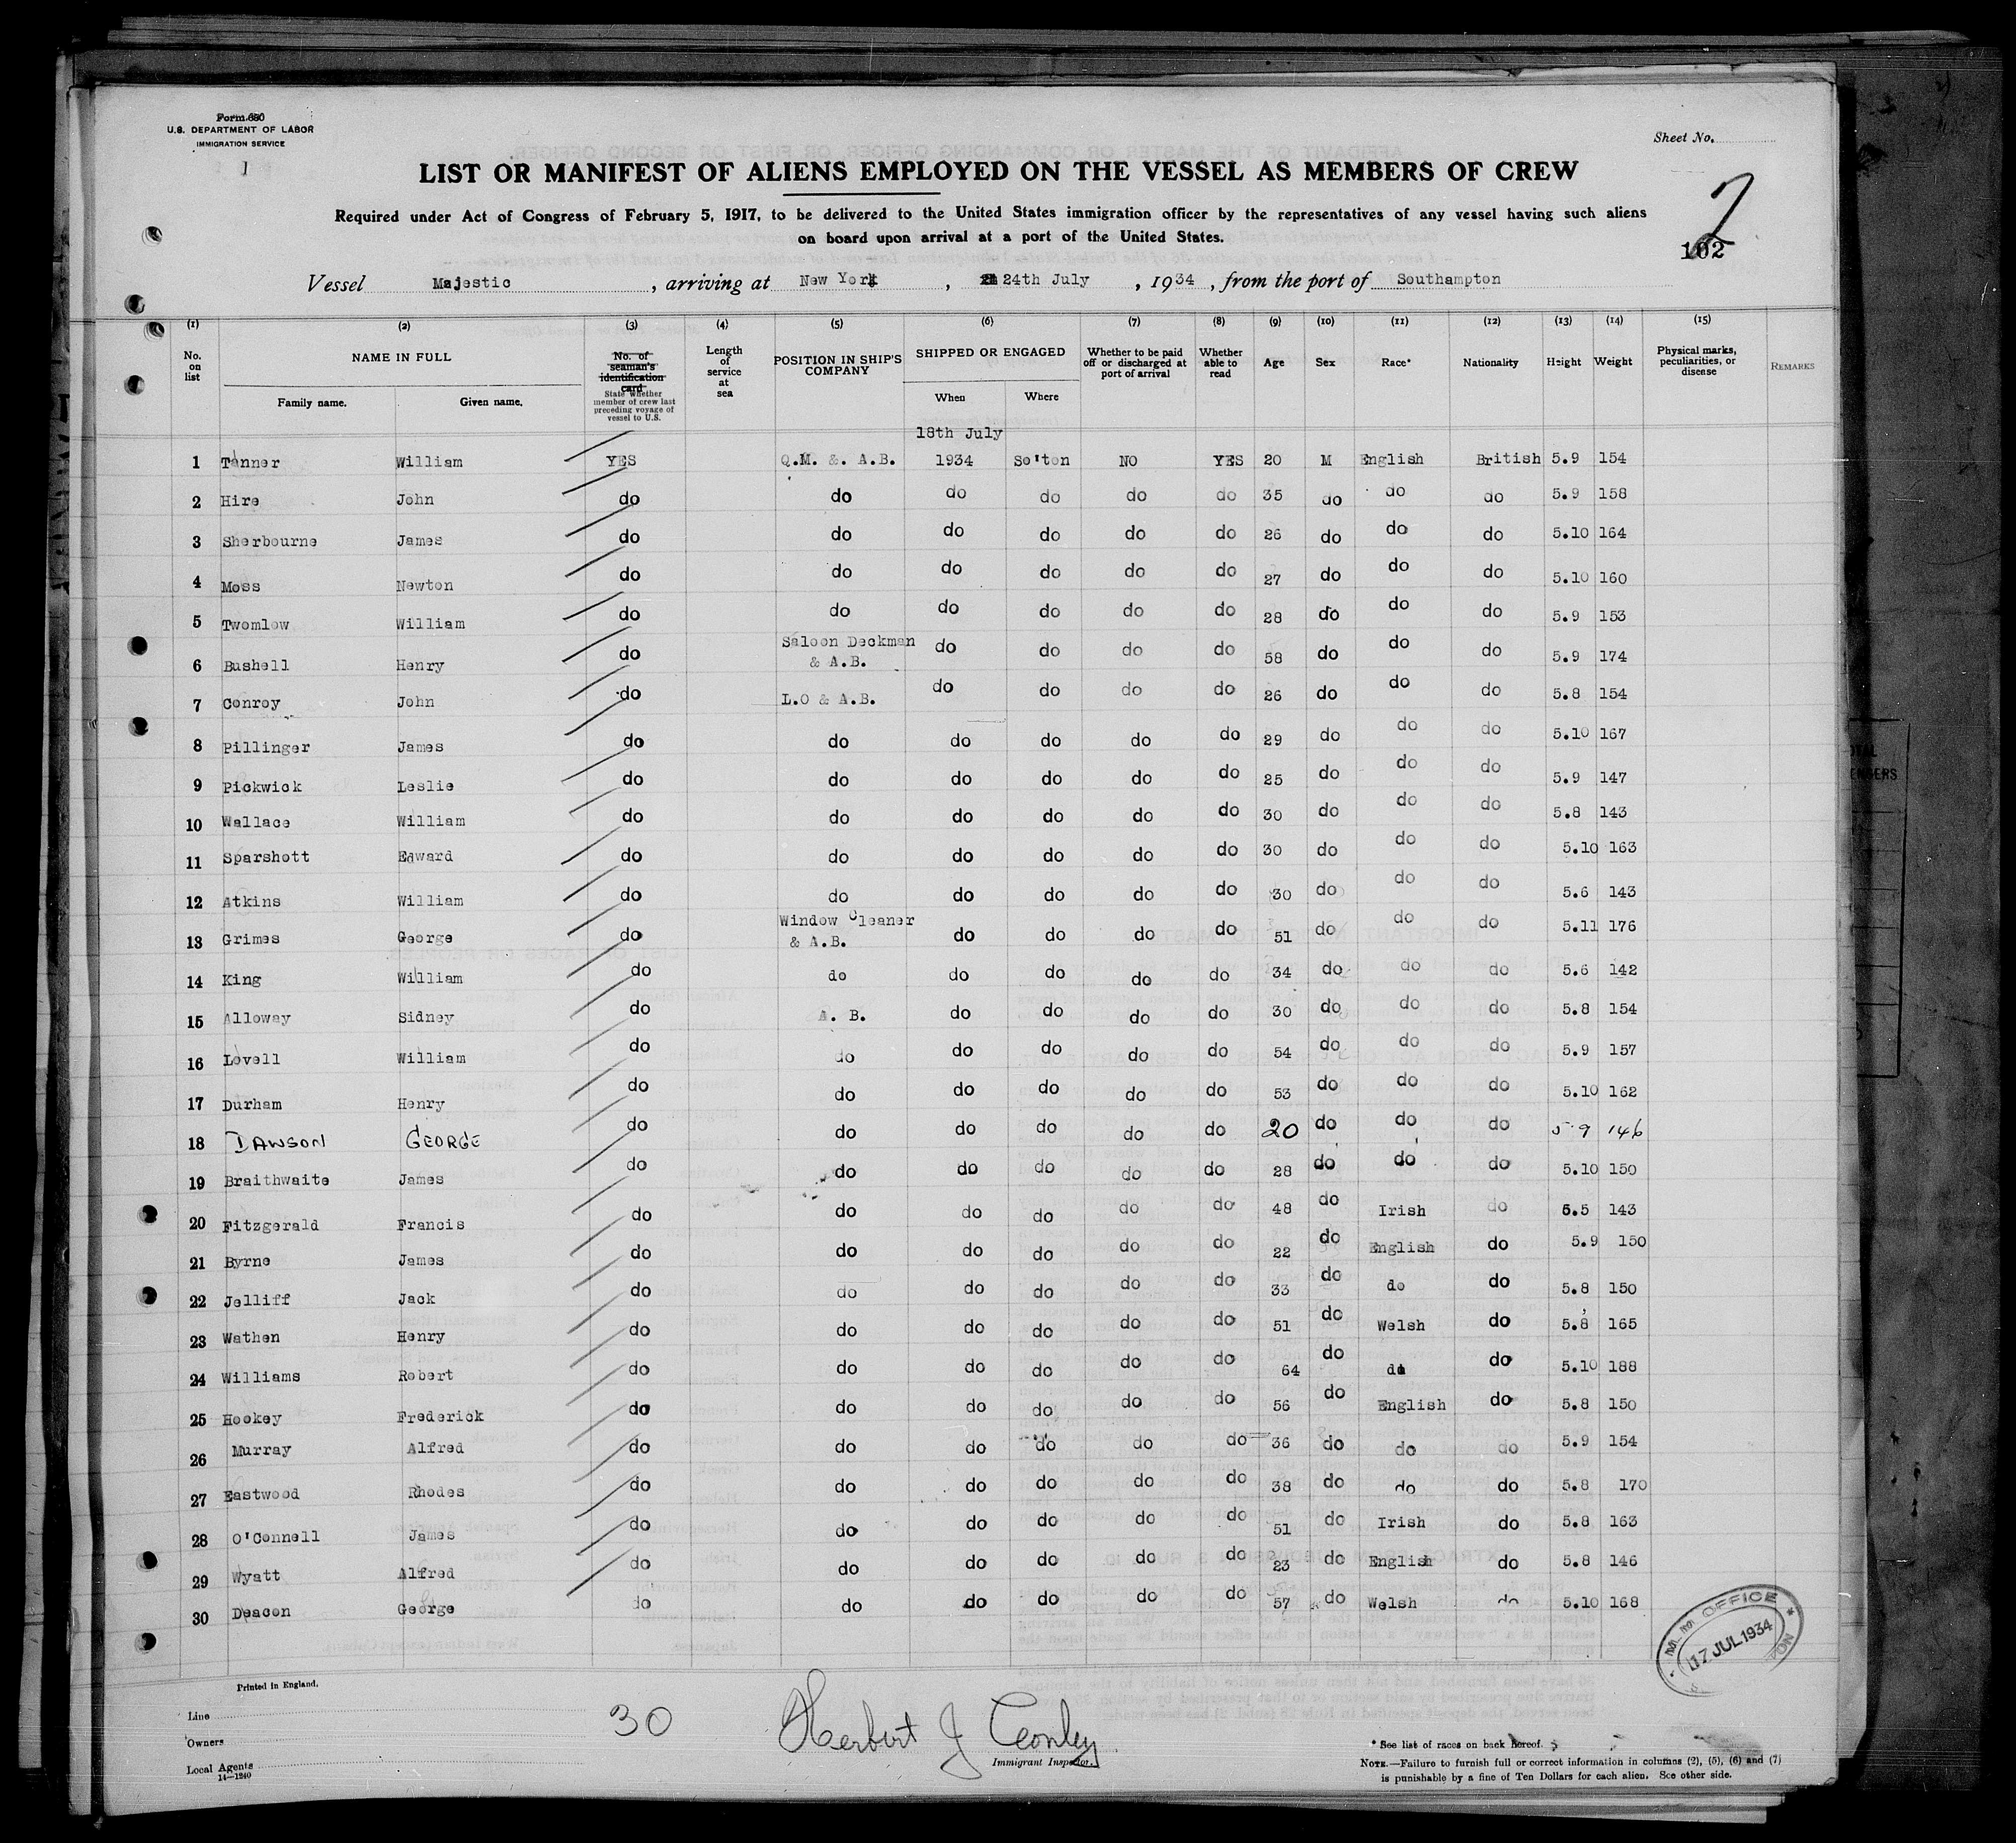 Form 680
U.S. DEPARTMENT OF LABOR
IMMIGRATION SERVICE
1
Sheet No.
LIST OR MANIFEST OF ALIENS EMPLOYED ON THE VESSEL AS MEMBERS OF CREW
Required under Act of Congress of February 5, 1917, to be delivered to the United States immigration officer by the representatives of any vessel having such aliens
on board upon arrival at a port of the United States.
102
Vessel Majestic , arriving at New York , 24th July , 1934 , from the port of Southampton
(1) (2) (3) (4) (5) (6) (7) (8) (9) (10) (11) (12) (13) (14) (15)
No. on list NAME IN FULL Family name. Given name. No. of seaman's identification card State whether member of crew last preceding voyage of vessel to U.S. Length of service at sea POSITION IN SHIP'S COMPANY SHIPPED OR ENGAGED When Where Whether to be paid off or discharged at port of arrival Whether able to read Age Sex Race* Nationality Height Weight Physical marks, peculiarities, or disease REMARKS
18th July
1 Tanner William YES Q.M. &. A.B. 1934 So'ton NO YES 20 M English British 5.9 154
2 Hire John do do do do do do 35 do do do 5.9 158
3 Sherbourne James do do do do do do 26 do do do 5.10 164
4 Moss Newton do do do do do do 27 do do do 5.10 160
5 Twomlow William do do do do do do 28 do do do 5.9 153
6 Bushell Henry do Saloon Deckman & A.B. do do do do 58 do do do 5.9 174
7 Conroy John do L.O & A.B. do do do do 26 do do do 5.8 154
8 Pillinger James do do do do do do 29 do do do 5.10 167
9 Pickwick Leslie do do do do do do 25 do do do 5.9 147
10 Wallace William do do do do do do 30 do do do 5.8 143
11 Sparshott Edward do do do do do do 30 do do do 5.10 163
12 Atkins William do do do do do do 30 do do do 5.6 143
13 Grimes George do Window Cleaner & A.B. do do do do 51 do do do 5.11 176
14 King William do do do do do do 34 do do do 5.6 142
15 Alloway Sidney do A. B. do do do do 30 do do do 5.8 154
16 Lovell William do do do do do do 54 do do do 5.9 157
17 Durham Henry do do do do do do 53 do do do 5.10 162
18 DAWSON GEORGE do do do do do do 20 do do do 5 9 146
19 Braithwaite James do do do do do do 28 do do do 5.10 150
20 Fitzgerald Francis do do do do do do 48 do Irish do 5.5 143
21 Byrne James do do do do do do 22 do English do 5.9 150
22 Jelliff Jack do do do do do do 33 do do do 5.8 150
23 Wathen Henry do do do do do do 51 do Welsh do 5.8 165
24 Williams Robert do do do do do do 64 do do do 5.10 188
25 Hookey Frederick do do do do do do 56 do English do 5.8 150
26 Murray Alfred do do do do do do 36 do do do 5.9 154
27 Eastwood Rhodes do do do do do do 38 do do do 5.8 170
28 O'Connell James do do do do do do 51 do Irish do 5.8 163
29 Wyatt Alfred do do do do do do 23 do English do 5.8 146
30 Deacon George do do do do do do 57 do Welsh do 5.10 168
OFFICE
17 JUL 1934
Printed in England.
Line
Owners
Local Agents
14—1240
30
Herbert J Conley
Immigrant Inspector.
* See list of races on back hereof.
NOTE.—Failure to furnish full or correct information in columns (2), (5), (6) and (7)
is punishable by a fine of Ten Dollars for each alien. See other side.